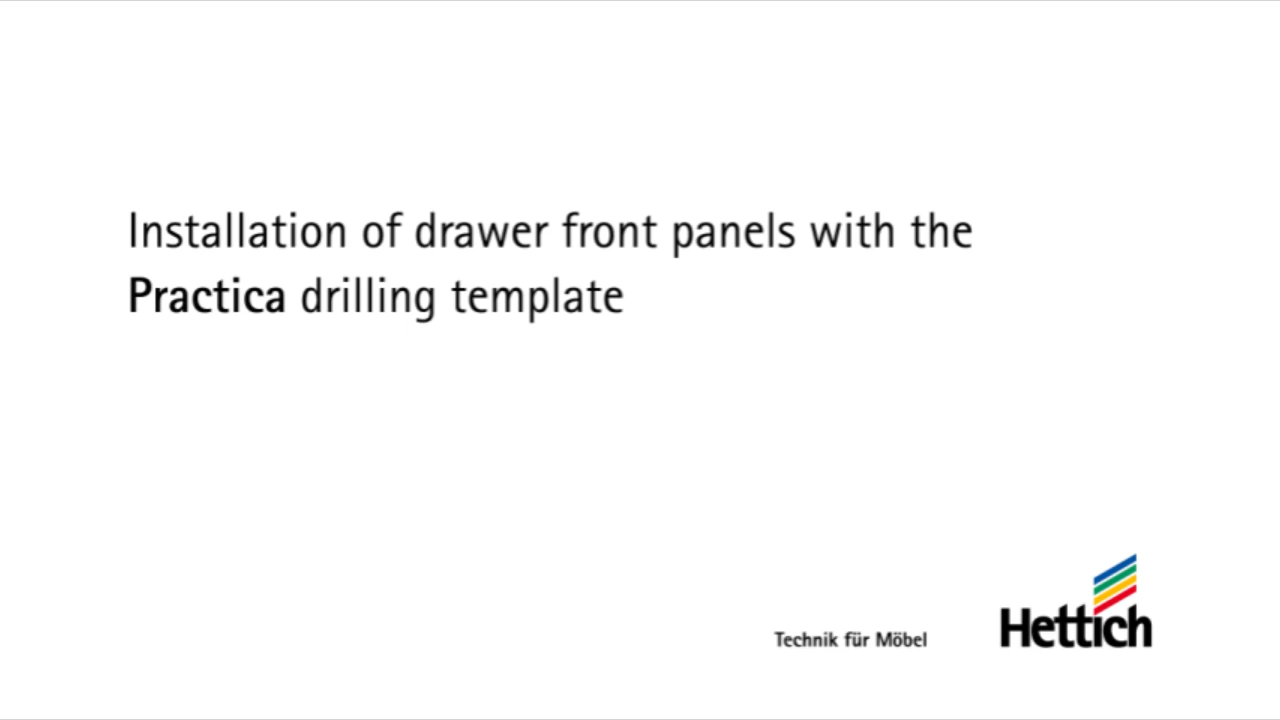 Installation of drawer front panels with the
Practica drilling template
Technik für Möbel
Hettich